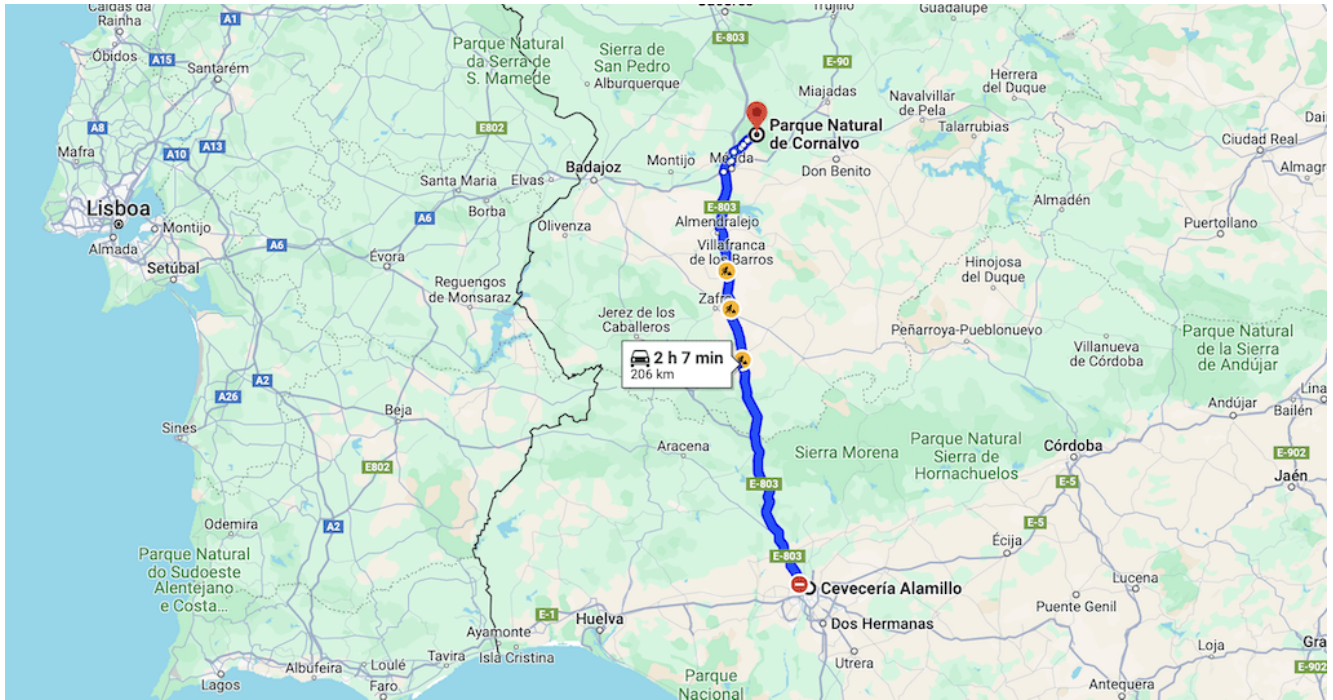 Caldas da
Rainha
A1
Óbidos
A15
Santarém
Parque Natural
da Serra de
S. Mamede
Sierra de
San Pedro
Alburquerque
E-803
Trujillo
Guadalupe
E-90
Miajadas
Herrera
del Duque
Navalvillar
de Pela
Talarrubias
A8
Mafra
A10
A13
E802
Parque Natural
de Cornalvo
Ciudad Real
Badajoz
Montijo
Mérida
Don Benito
Almagr
Santa Maria
Elvas
Borba
Lisboa
Almada
Montijo
A6
A6
E-803
Almendralejo
Almadén
Puertollano
Olivenza
Setúbal
Évora
Villafranca
de los Barros
Hinojosa
del Duque
Reguengos
de Monsaraz
Zafra
Jerez de los
Caballeros
Peñarroya-Pueblonuevo
Villanueva
de Córdoba
Parque Natural
de la Sierra
de Andújar
2 h 7 min
206 km
A2
A26
Beja
Sines
Andújar
Bailén
Aracena
Sierra Morena
Parque Natural
Sierra de
Hornachuelos
Córdoba
E-902
Jaén
E802
E-803
E-5
E-5
Odemira
A2
Écija
Parque Natural
do Sudoeste
Alentejano
e Costa...
E-803
Cevecería Alamillo
Lucena
Puente Genil
E-1
Huelva
Dos Hermanas
Ayamonte
Isla Cristina
Utrera
Loja
Gra
E-902
Albufeira
Loulé
Tavira
Lagos
Faro
Parque
Nacional